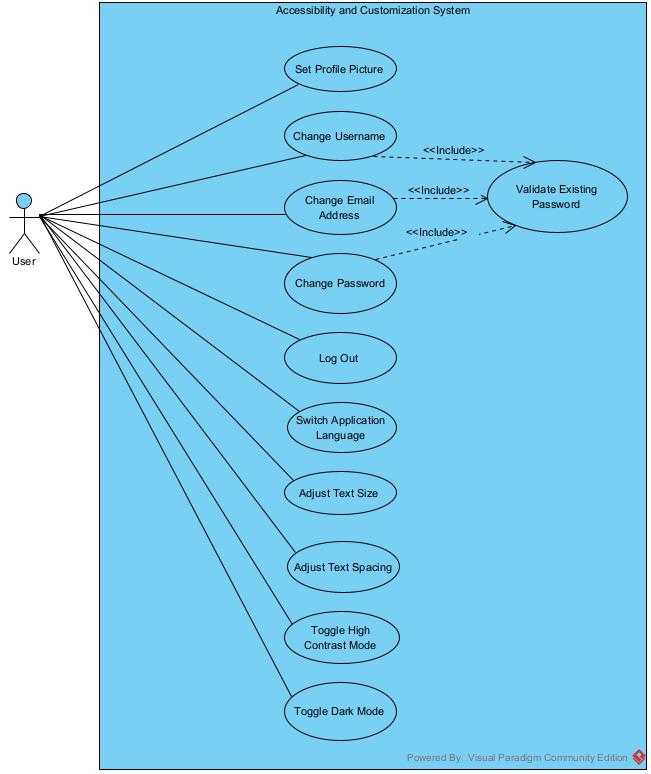 Accessibility and Customization System
Set Profile Picture
Change Username
<<Include>>
Validate Existing
Password
Change Email
Address
<<Include>>
<<Include>>
User
Change Password
Log Out
Switch Application
Language
Adjust Text Size
Adjust Text Spacing
Toggle High
Contrast Mode
Toggle Dark Mode
Powered By Visual Paradigm Community Edition